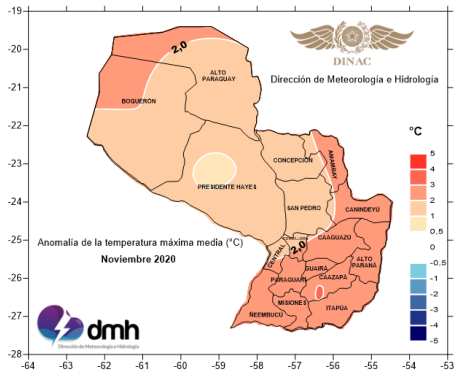 DINAC
Dirección de Meteorología e Hidrología
-19
-20
-21
-22
-23
-24
-25
-26
-27
-28
2,0
ALTO
PARAGUAY
BOQUERÓN
PRESIDENTE HAYES
CONCEPCIÓN
AMAMBAY
SAN PEDRO
CANINDEYÚ
2,0
CENTRAL
CAAGUAZÚ
ALTO
PARANÁ
GUAIRÁ
CAAZAPÁ
PARAGUARÍ
MISIONES
ITAPÚA
ÑEEMBUCÚ
°C
5
4
3
2
1
0,5
0
-0,5
-1
-2
-3
-4
-5
Anomalía de la temperatura máxima media (°C)
Noviembre 2020
dmh
Dirección de Meteorología e Hidrología
-64
-63
-62
-61
-60
-59
-58
-57
-56
-55
-54
-53